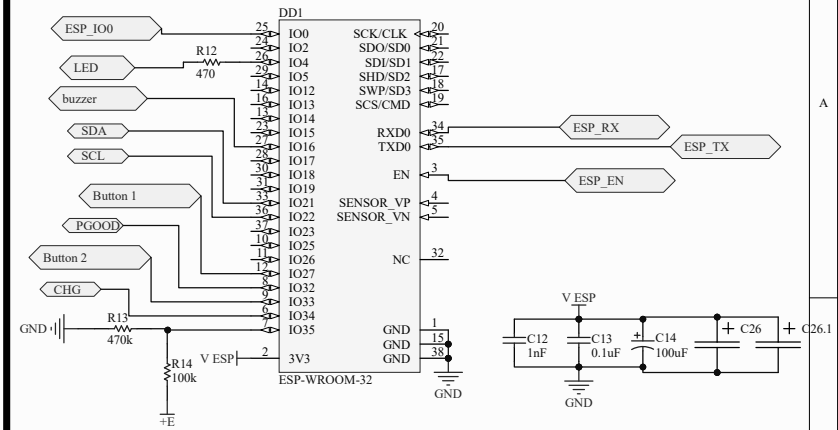 DD1
ESP_IO0
25 IO0
24 IO2
LED
R12
470
26 IO4
29 IO5
14 IO12
buzzer
16 IO13
13 IO14
23 IO15
27 IO16
SDA
28 IO17
SCL
30 IO18
31 IO19
Button 1
33 IO21
36 IO22
PGOOD
37 IO23
10 IO25
11 IO26
Button 2
12 IO27
8 IO32
CHG
9 IO33
6 IO34
GND
R13
470k
7 IO35
R14
100k
+E
V ESP
2 3V3
ESP-WROOM-32
SCK/CLK 20
SDO/SD0 21
SDI/SD1 22
SHD/SD2 17
SWP/SD3 18
SCS/CMD 19
RXD0 34
ESP_RX
TXD0 35
ESP_TX
EN 3
ESP_EN
SENSOR_VP 4
SENSOR_VN 5
NC 32
GND 1
GND 15
GND 38
GND
V ESP
C12
1nF
C13
0.1uF
+ C14
100uF
+ C26
+ C26.1
GND
A